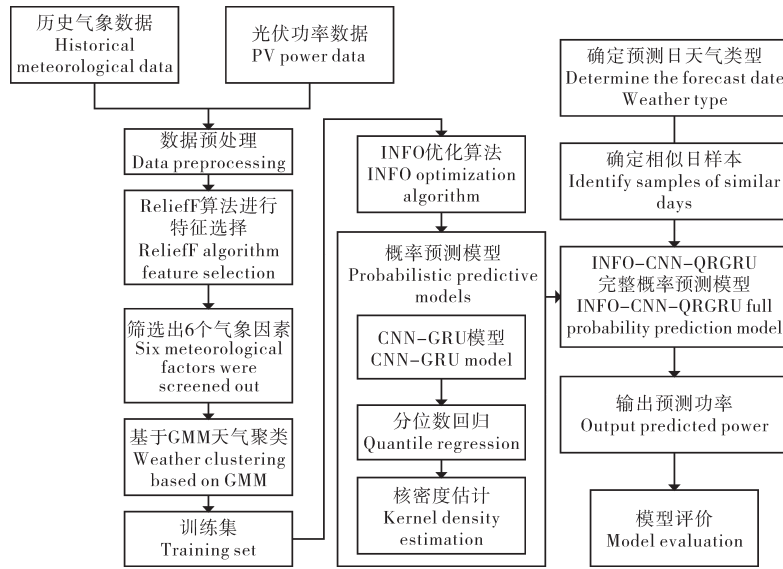 历史气象数据
Historical
meteorological data
光伏功率数据
PV power data
数据预处理
Data preprocessing
ReliefF算法进行
特征选择
ReliefF algorithm
feature selection
筛选出6个气象因素
Six meteorological
factors were
screened out
基于GMM天气聚类
Weather clustering
based on GMM
训练集
Training set
INFO优化算法
INFO optimization
algorithm
概率预测模型
Probabilistic predictive
models
CNN-GRU模型
CNN-GRU model
分位数回归
Quantile regression
核密度估计
Kernel density
estimation
确定预测日天气类型
Determine the forecast date
Weather type
确定相似日样本
Identify samples of similar
days
INFO-CNN-QRGRU
完整概率预测模型
INFO-CNN-QRGRU full
probability prediction model
输出预测功率
Output predicted power
模型评价
Model evaluation